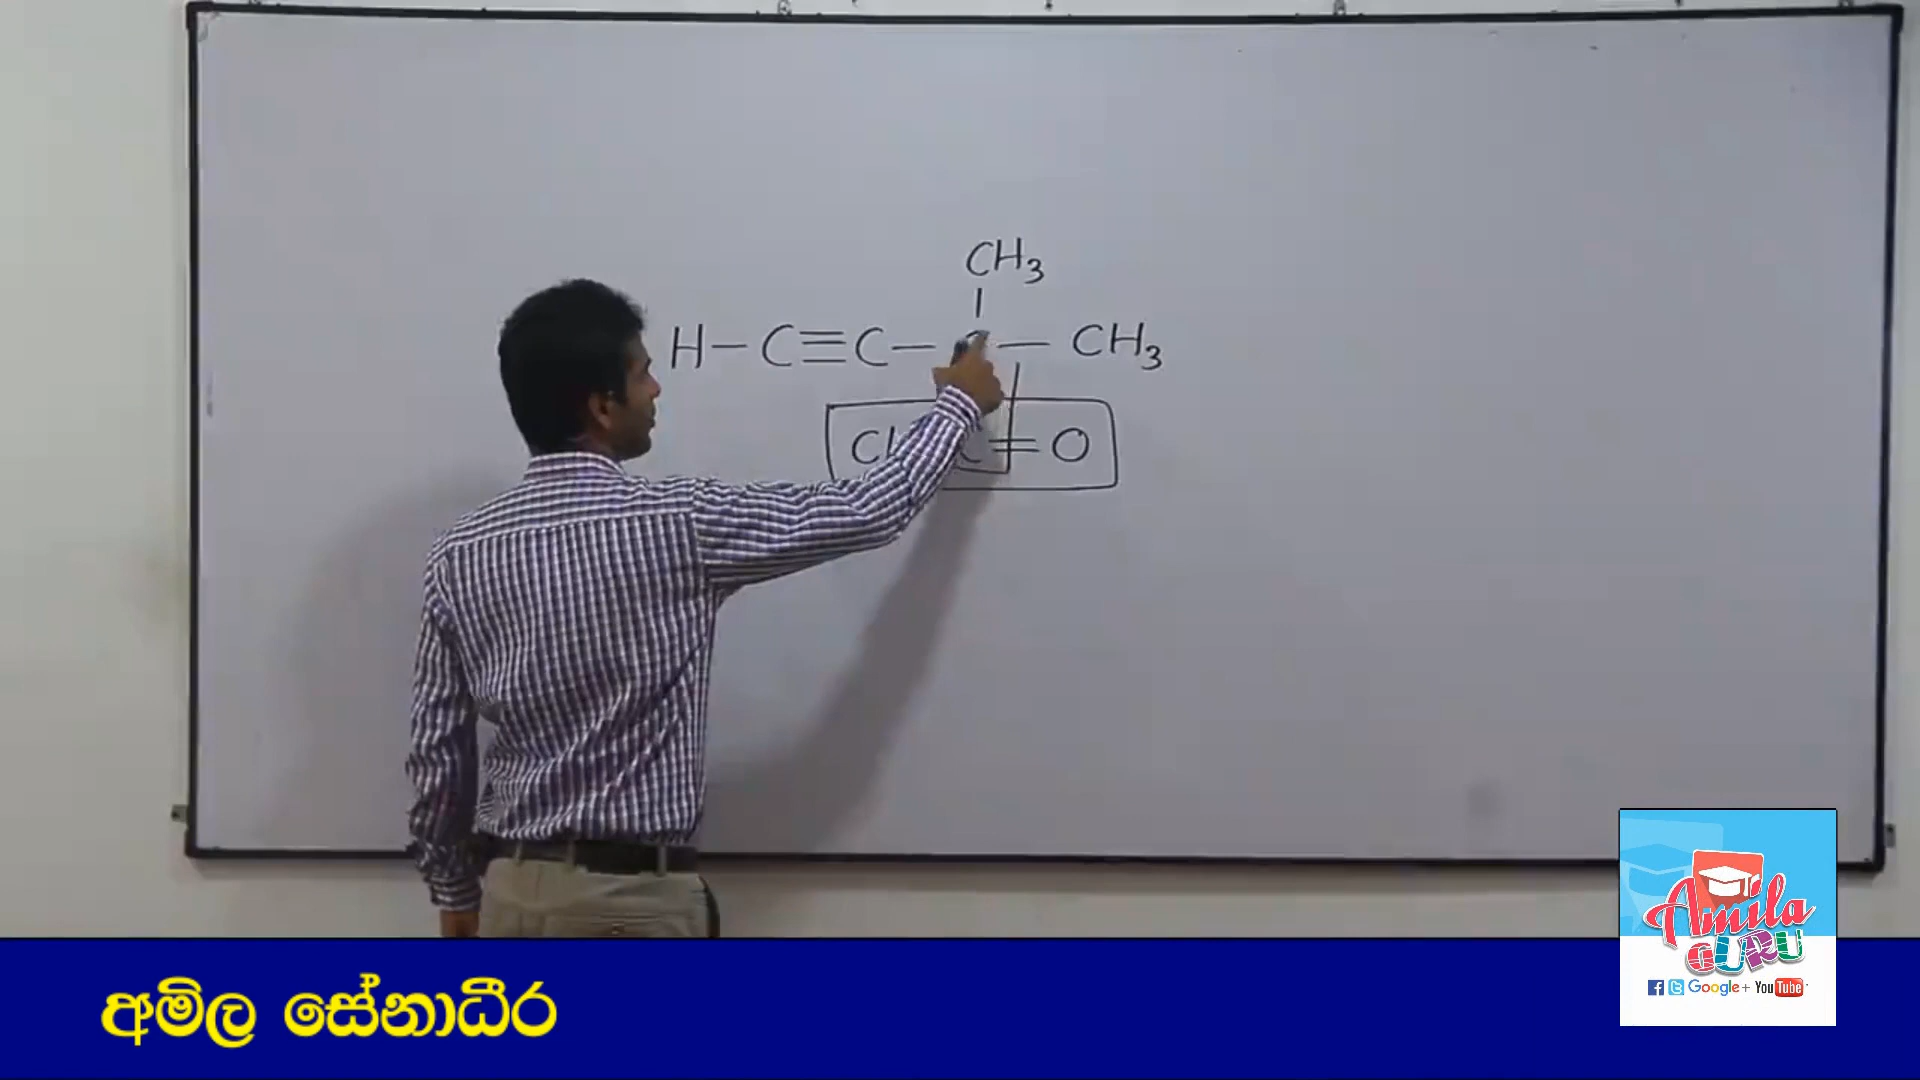 CH₃
H－C≡C－ － CH₃
C = O
අමිල සේනාධීර
Amila
GURU
Google+ YouTube